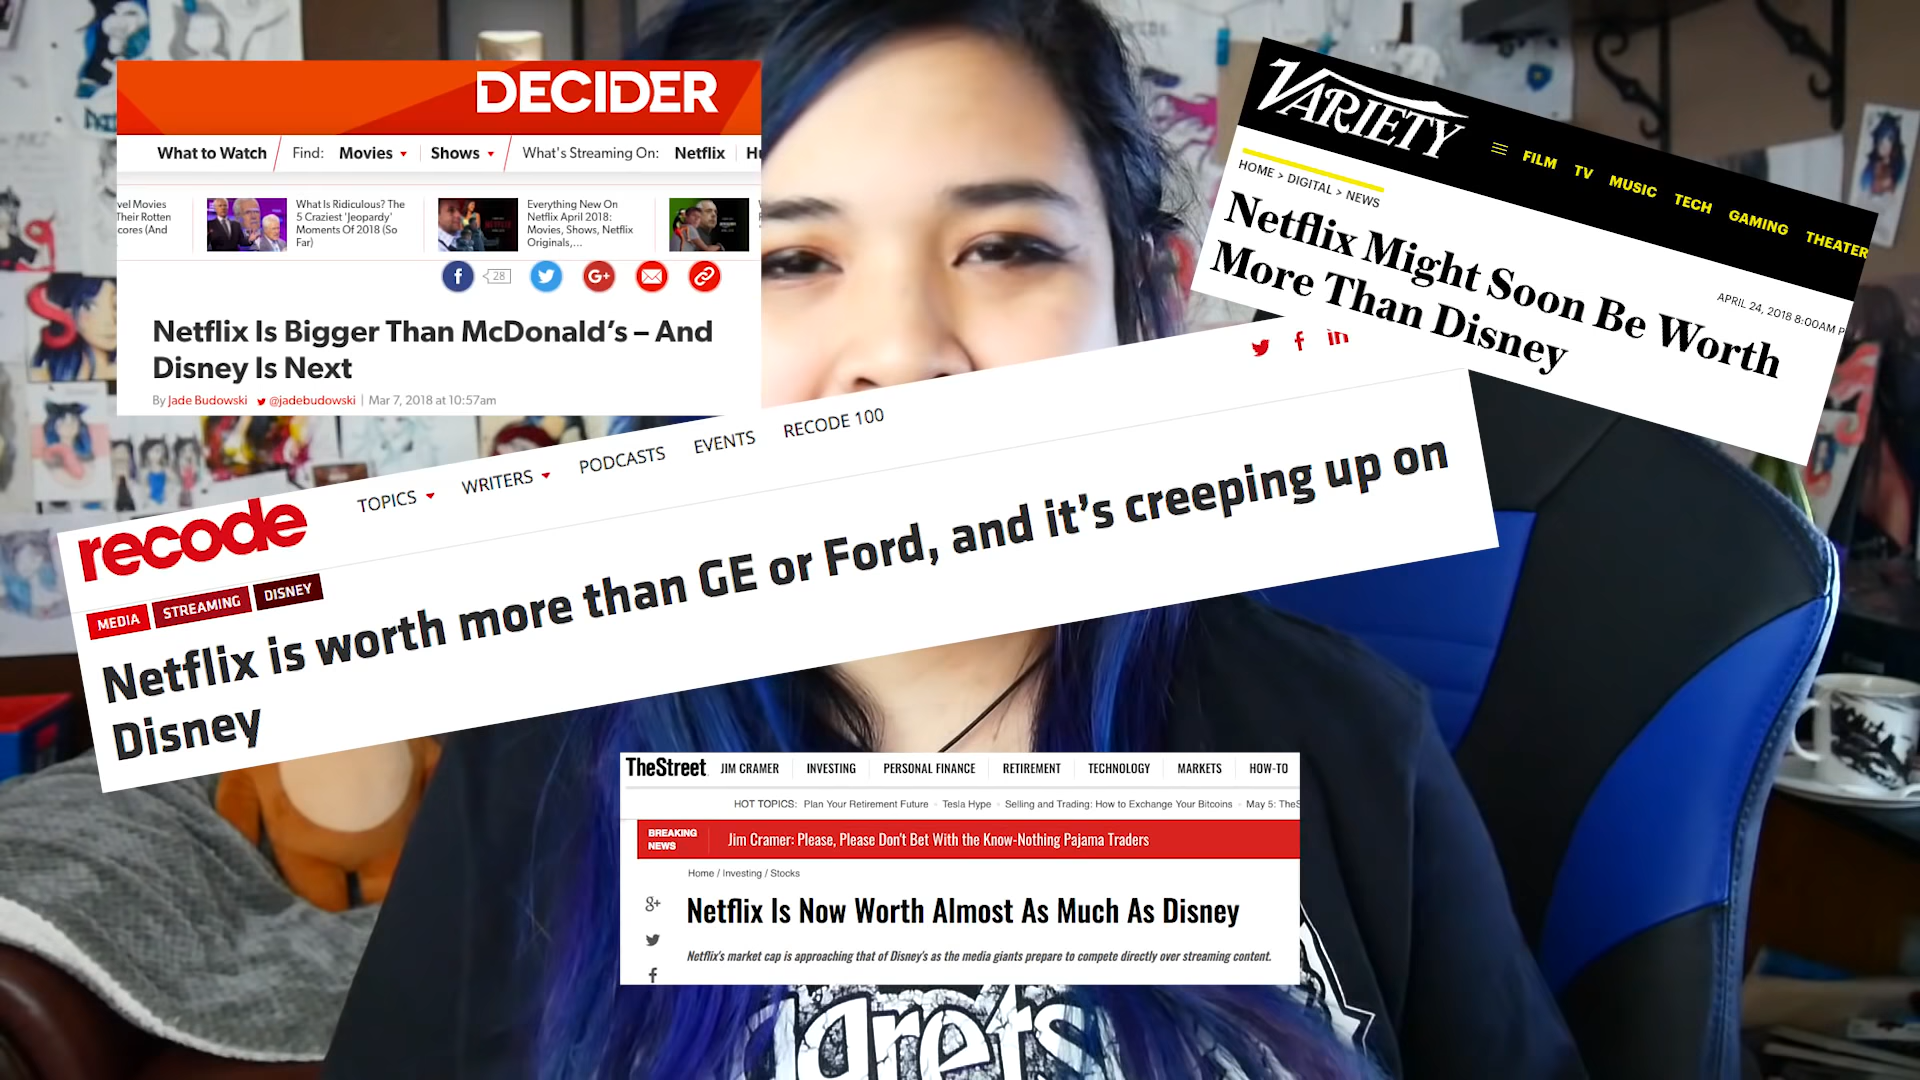 DECIDER
What to Watch Find: Movies Shows What's Streaming On: Netflix
vel Movies
Their Rotten
cores (And
What Is Ridiculous? The
5 Craziest 'Jeopardy'
Moments Of 2018 (So
Far)
Everything New On
Netflix April 2018:
Movies, Shows, Netflix
Originals,...
28
Netflix Is Bigger Than McDonald's – And
Disney Is Next
By Jade Budowski @jadebudowski | Mar 7, 2018 at 10:57am
VARIETY
FILM TV MUSIC TECH GAMING THEATER
HOME > DIGITAL > NEWS
Netflix Might Soon Be Worth
More Than Disney
APRIL 24, 2018 8:00AM P
recode
TOPICS WRITERS PODCASTS EVENTS RECODE 100
MEDIA STREAMING DISNEY
Netflix is worth more than GE or Ford, and it's creeping up on
Disney
TheStreet JIM CRAMER INVESTING PERSONAL FINANCE RETIREMENT TECHNOLOGY MARKETS HOW-TO
HOT TOPICS: Plan Your Retirement Future Tesla Hype Selling and Trading: How to Exchange Your Bitcoins May 5: TheS
BREAKING
NEWS
Jim Cramer: Please, Please Don't Bet With the Know-Nothing Pajama Traders
Home / Investing / Stocks
Netflix Is Now Worth Almost As Much As Disney
Netflix's market cap is approaching that of Disney's as the media giants prepare to compete directly over streaming content.